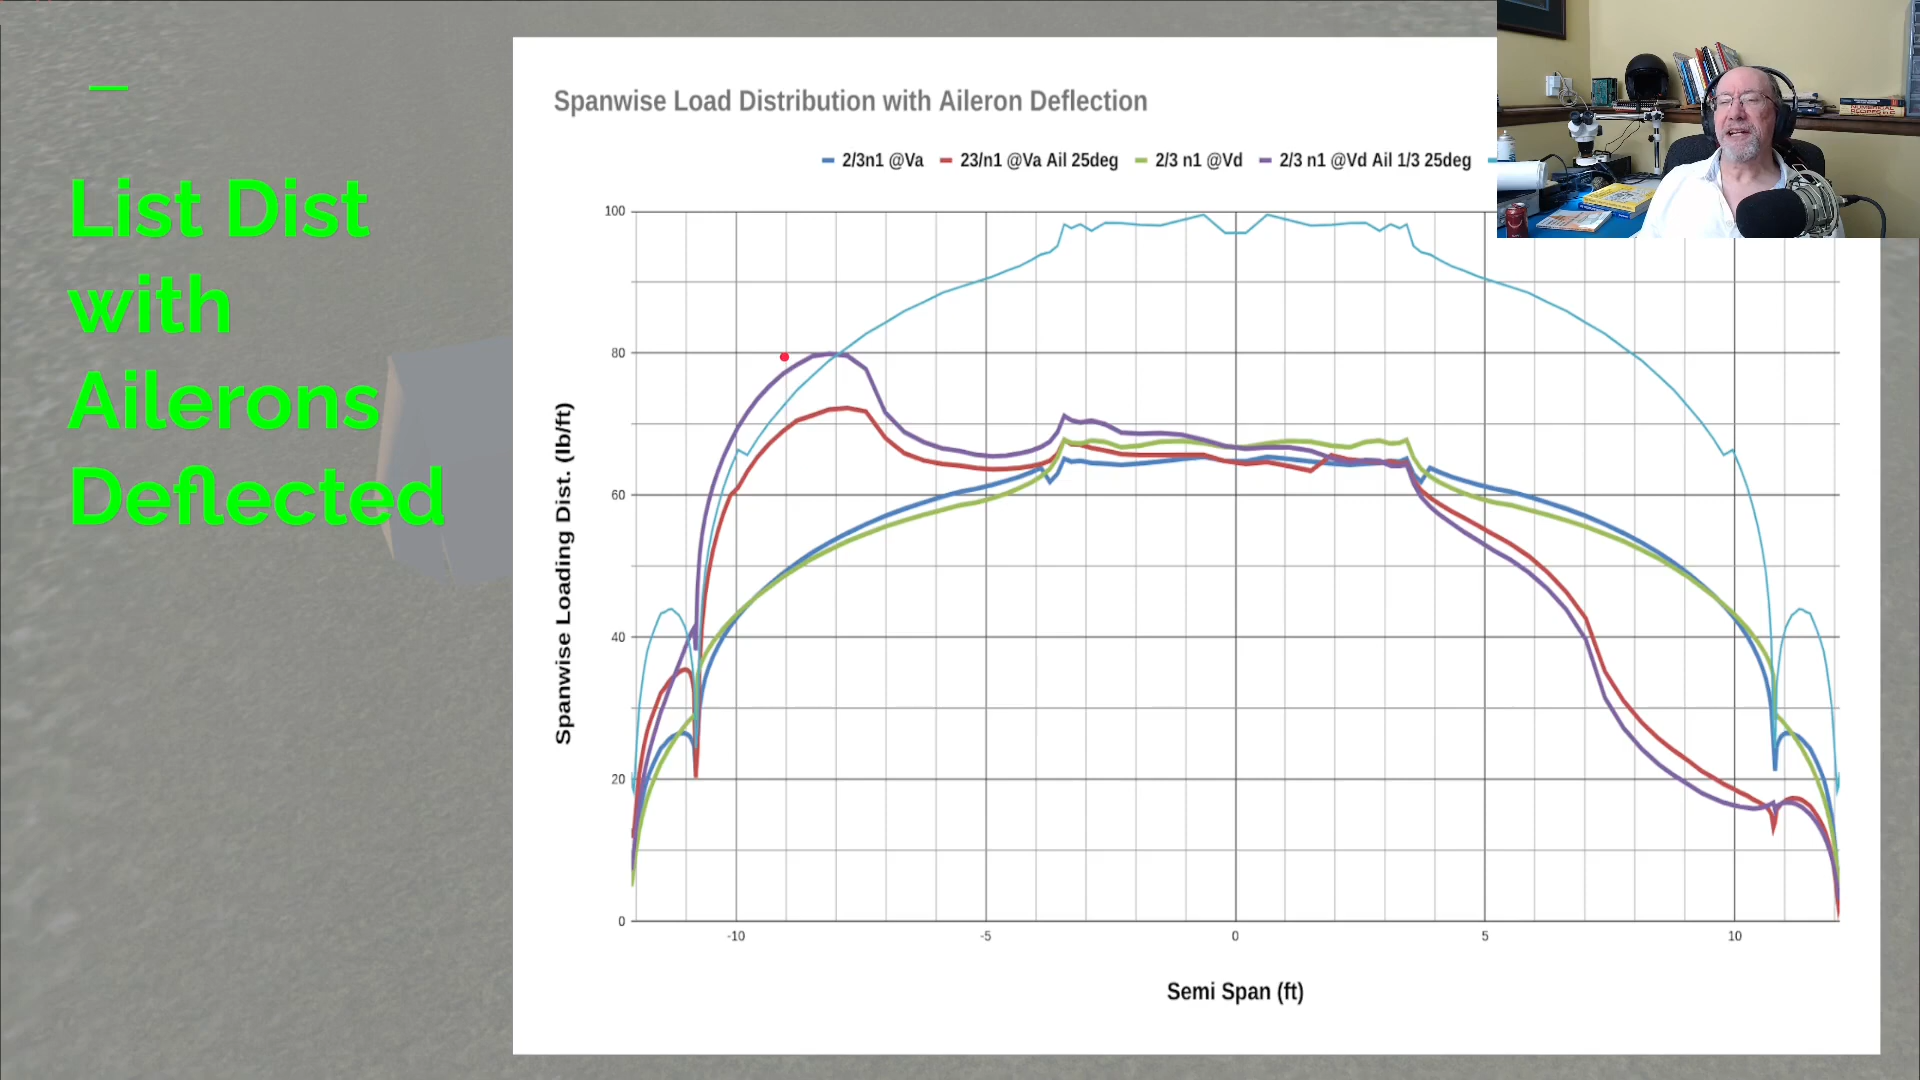 List Dist
with
Ailerons
Deflected
Spanwise Load Distribution with Aileron Deflection
2/3n1 @Va 23/n1 @Va Ail 25deg 2/3 n1 @Vd 2/3 n1 @Vd Ail 1/3 25deg
100
80
60
40
20
0
Spanwise Loading Dist. (lb/ft)
-10 -5 0 5 10
Semi Span (ft)